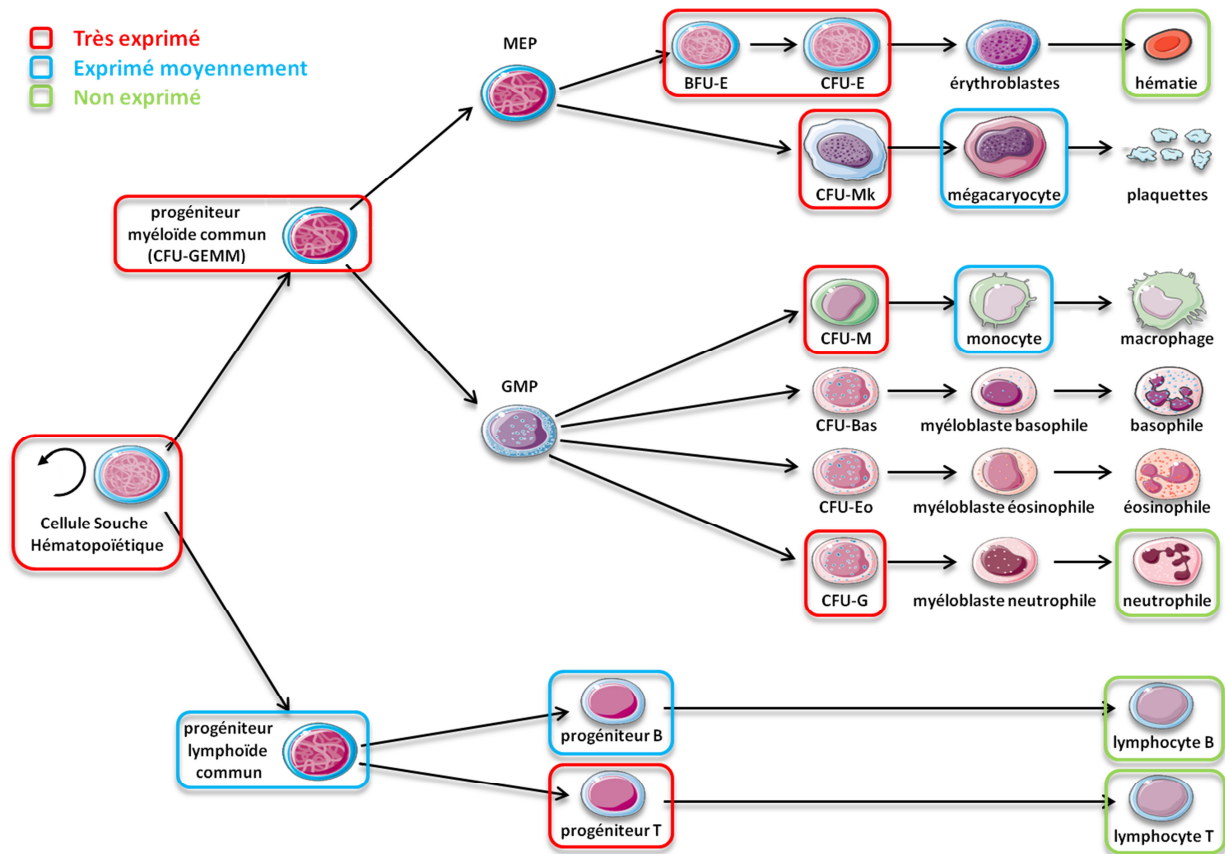 Très exprimé
Exprimé moyennement
Non exprimé
MEP
BFU-E
CFU-E
érythroblastes
hématie
CFU-Mk
mégacaryocyte
plaquettes
progéniteur
myéloïde commun
(CFU-GEMM)
CFU-M
monocyte
macrophage
GMP
CFU-Bas
myéloblaste basophile
basophile
CFU-Eo
myéloblaste éosinophile
éosinophile
Cellule Souche
Hématopoïétique
CFU-G
myéloblaste neutrophile
neutrophile
progéniteur
lymphoïde
commun
progéniteur B
lymphocyte B
progéniteur T
lymphocyte T